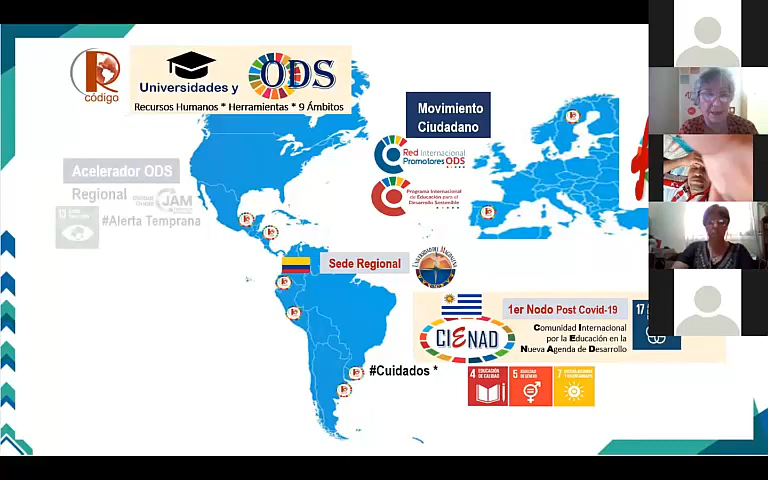 R
código
Universidades y
ODS
Recursos Humanos * Herramientas * 9 Ámbitos
Movimiento
Ciudadano
Red Internacional
Promotores ODS
Programa Internacional
de Educación para el
Desarrollo Sostenible
Acelerador ODS
Regional
JAM
#Alerta Temprana
13
Sede Regional
1er Nodo Post Covid-19
17
CIENAD
Comunidad Internacional
por la Educación en la
Nueva Agenda de Desarrollo
#Cuidados *
4 EDUCACIÓN DE CALIDAD
5 IGUALDAD DE GÉNERO
7